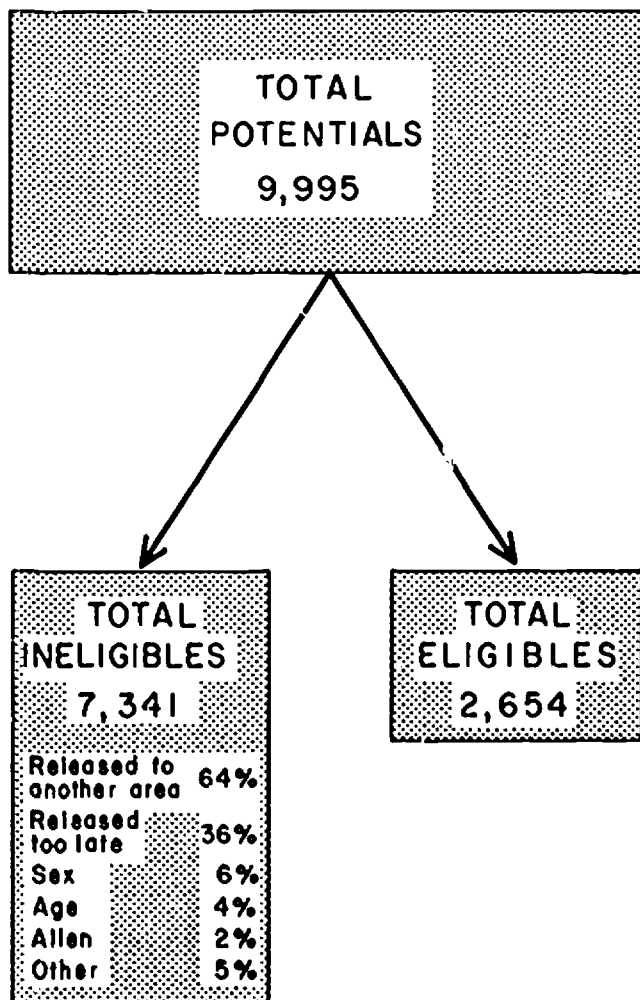 TOTAL
POTENTIALS
9,995
TOTAL
INELIGIBLES
7,341
Released to
another area 64%
Released
too late 36%
Sex 6%
Age 4%
Alien 2%
Other 5%
TOTAL
ELIGIBLES
2,654